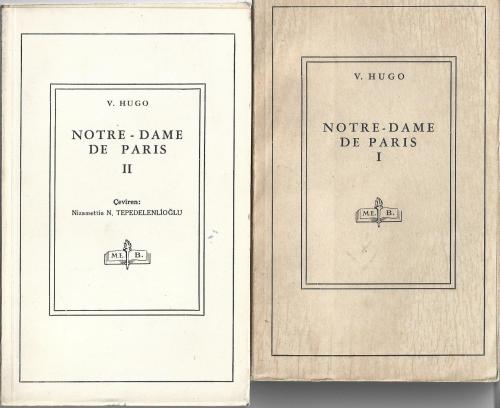 V. HUGO
NOTRE - DAME
DE PARIS
II
Çeviren:
Nizamettin N. TEPEDELENLİOĞLU
M.E. B.
V. HUGO
NOTRE-DAME
DE PARIS
I
M.E. B.